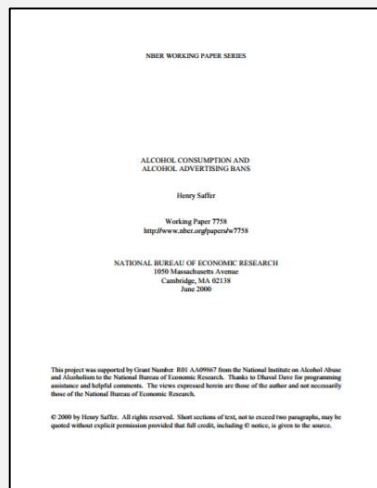 NBER WORKING PAPER SERIES
ALCOHOL CONSUMPTION AND
ALCOHOL ADVERTISING BANS
Henry Saffer
Working Paper 7758
http://www.nber.org/papers/w7758
NATIONAL BUREAU OF ECONOMIC RESEARCH
1050 Massachusetts Avenue
Cambridge, MA 02138
June 2000
This project was supported by Grant Number R01 AA09867 from the National Institute on Alcohol Abuse
and Alcoholism to the National Bureau of Economic Research. Thanks to Dhaval Dave for programming
assistance and helpful comments. The views expressed herein are those of the author and not necessarily
those of the National Bureau of Economic Research.
© 2000 by Henry Saffer. All rights reserved. Short sections of text, not to exceed two paragraphs, may be
quoted without explicit permission provided that full credit, including © notice, is given to the source.